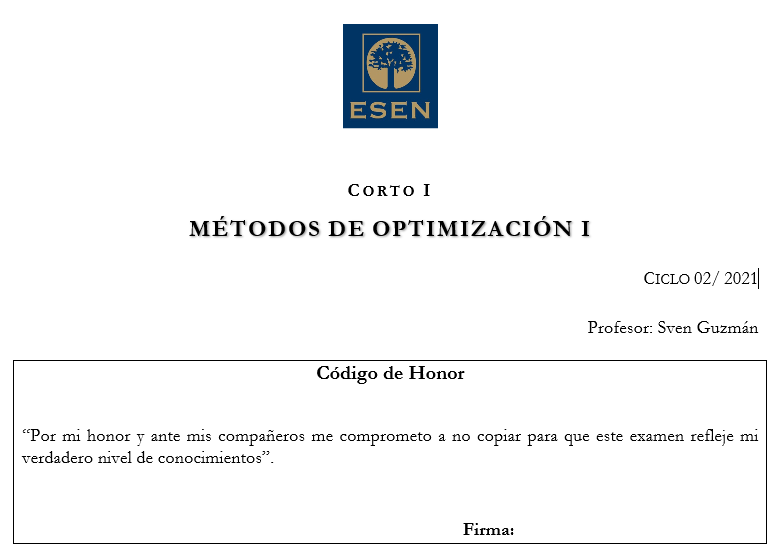 ESEN
CORTO I
MÉTODOS DE OPTIMIZACIÓN I
CICLO 02/ 2021
Profesor: Sven Guzmán
Código de Honor
“Por mi honor y ante mis compañeros me comprometo a no copiar para que este examen refleje mi
verdadero nivel de conocimientos”.
Firma: